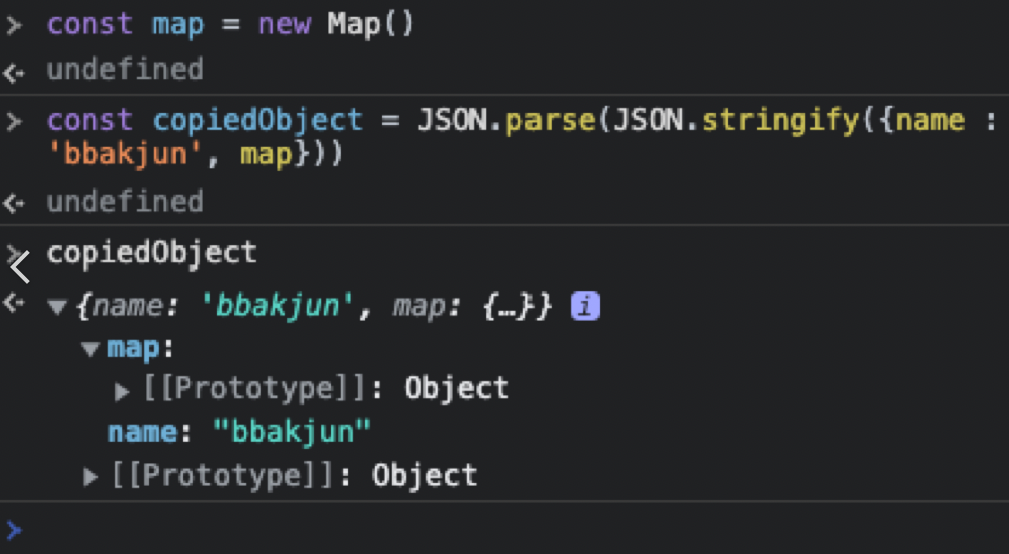 const map = new Map()
undefined
const copiedObject = JSON.parse(JSON.stringify({name :
'bbakjun', map}))
undefined
copiedObject
{name: 'bbakjun', map: {…}} i
map:
[[Prototype]]: Object
name: "bbakjun"
[[Prototype]]: Object